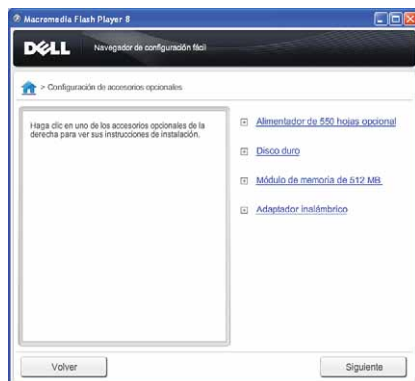 Macromedia Flash Player 8
DELL
Navegador de configuración fácil
> Configuración de accesorios opcionales
Haga clic en uno de los accesorios opcionales de la
derecha para ver sus instrucciones de instalación.
Alimentador de 550 hojas opcional
Disco duro
Módulo de memoria de 512 MB
Adaptador inalámbrico
Volver
Siguiente